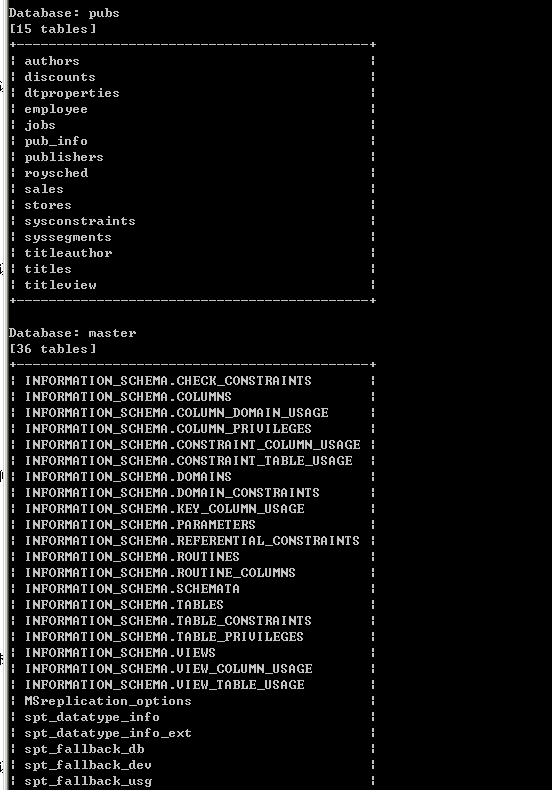 Database: pubs
[15 tables]
+--------------------------------------------+
¦ authors ¦
¦ discounts ¦
¦ dtproperties ¦
¦ employee ¦
¦ jobs ¦
¦ pub_info ¦
¦ publishers ¦
¦ roysched ¦
¦ sales ¦
¦ stores ¦
¦ sysconstraints ¦
¦ syssegments ¦
¦ titleauthor ¦
¦ titles ¦
¦ titleview ¦
+--------------------------------------------+
Database: master
[36 tables]
+--------------------------------------------+
¦ INFORMATION_SCHEMA.CHECK_CONSTRAINTS ¦
¦ INFORMATION_SCHEMA.COLUMNS ¦
¦ INFORMATION_SCHEMA.COLUMN_DOMAIN_USAGE ¦
¦ INFORMATION_SCHEMA.COLUMN_PRIVILEGES ¦
¦ INFORMATION_SCHEMA.CONSTRAINT_COLUMN_USAGE ¦
¦ INFORMATION_SCHEMA.CONSTRAINT_TABLE_USAGE ¦
¦ INFORMATION_SCHEMA.DOMAINS ¦
¦ INFORMATION_SCHEMA.DOMAIN_CONSTRAINTS ¦
¦ INFORMATION_SCHEMA.KEY_COLUMN_USAGE ¦
¦ INFORMATION_SCHEMA.PARAMETERS ¦
¦ INFORMATION_SCHEMA.REFERENTIAL_CONSTRAINTS ¦
¦ INFORMATION_SCHEMA.ROUTINES ¦
¦ INFORMATION_SCHEMA.ROUTINE_COLUMNS ¦
¦ INFORMATION_SCHEMA.SCHEMATA ¦
¦ INFORMATION_SCHEMA.TABLES ¦
¦ INFORMATION_SCHEMA.TABLE_CONSTRAINTS ¦
¦ INFORMATION_SCHEMA.TABLE_PRIVILEGES ¦
¦ INFORMATION_SCHEMA.VIEWS ¦
¦ INFORMATION_SCHEMA.VIEW_COLUMN_USAGE ¦
¦ INFORMATION_SCHEMA.VIEW_TABLE_USAGE ¦
¦ MSreplication_options ¦
¦ spt_datatype_info ¦
¦ spt_datatype_info_ext ¦
¦ spt_fallback_db ¦
¦ spt_fallback_dev ¦
¦ spt_fallback_usg ¦